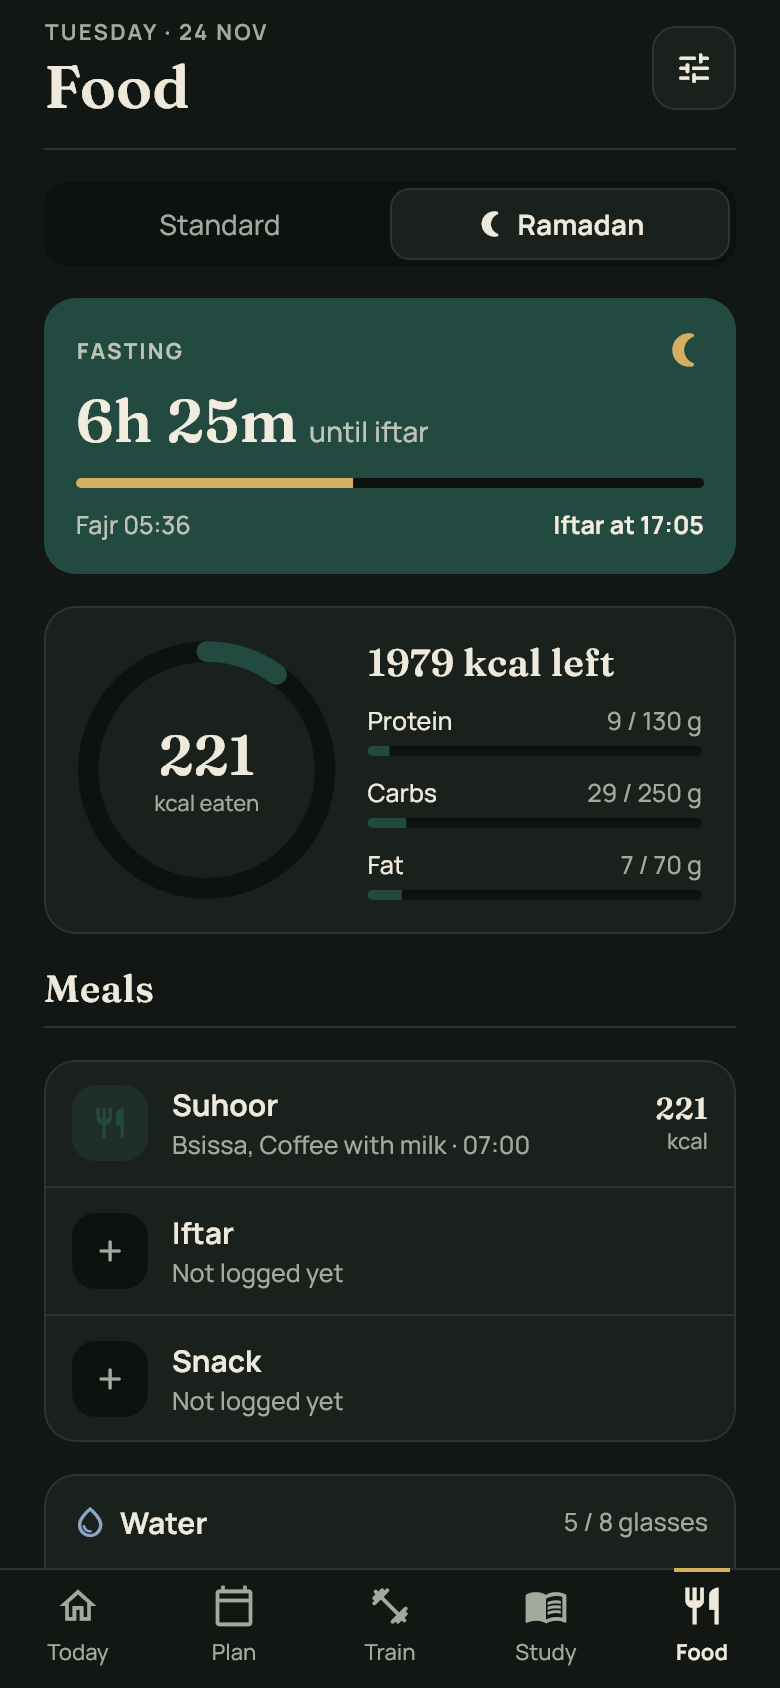 TUESDAY · 24 NOV
Food
Standard
Ramadan
FASTING
6h 25m until iftar
Fajr 05:36
Iftar at 17:05
221
kcal eaten
1979 kcal left
Protein 9 / 130 g
Carbs 29 / 250 g
Fat 7 / 70 g
Meals
Suhoor
Bsissa, Coffee with milk · 07:00
221
kcal
Iftar
Not logged yet
Snack
Not logged yet
Water 5 / 8 glasses
Today
Plan
Train
Study
Food